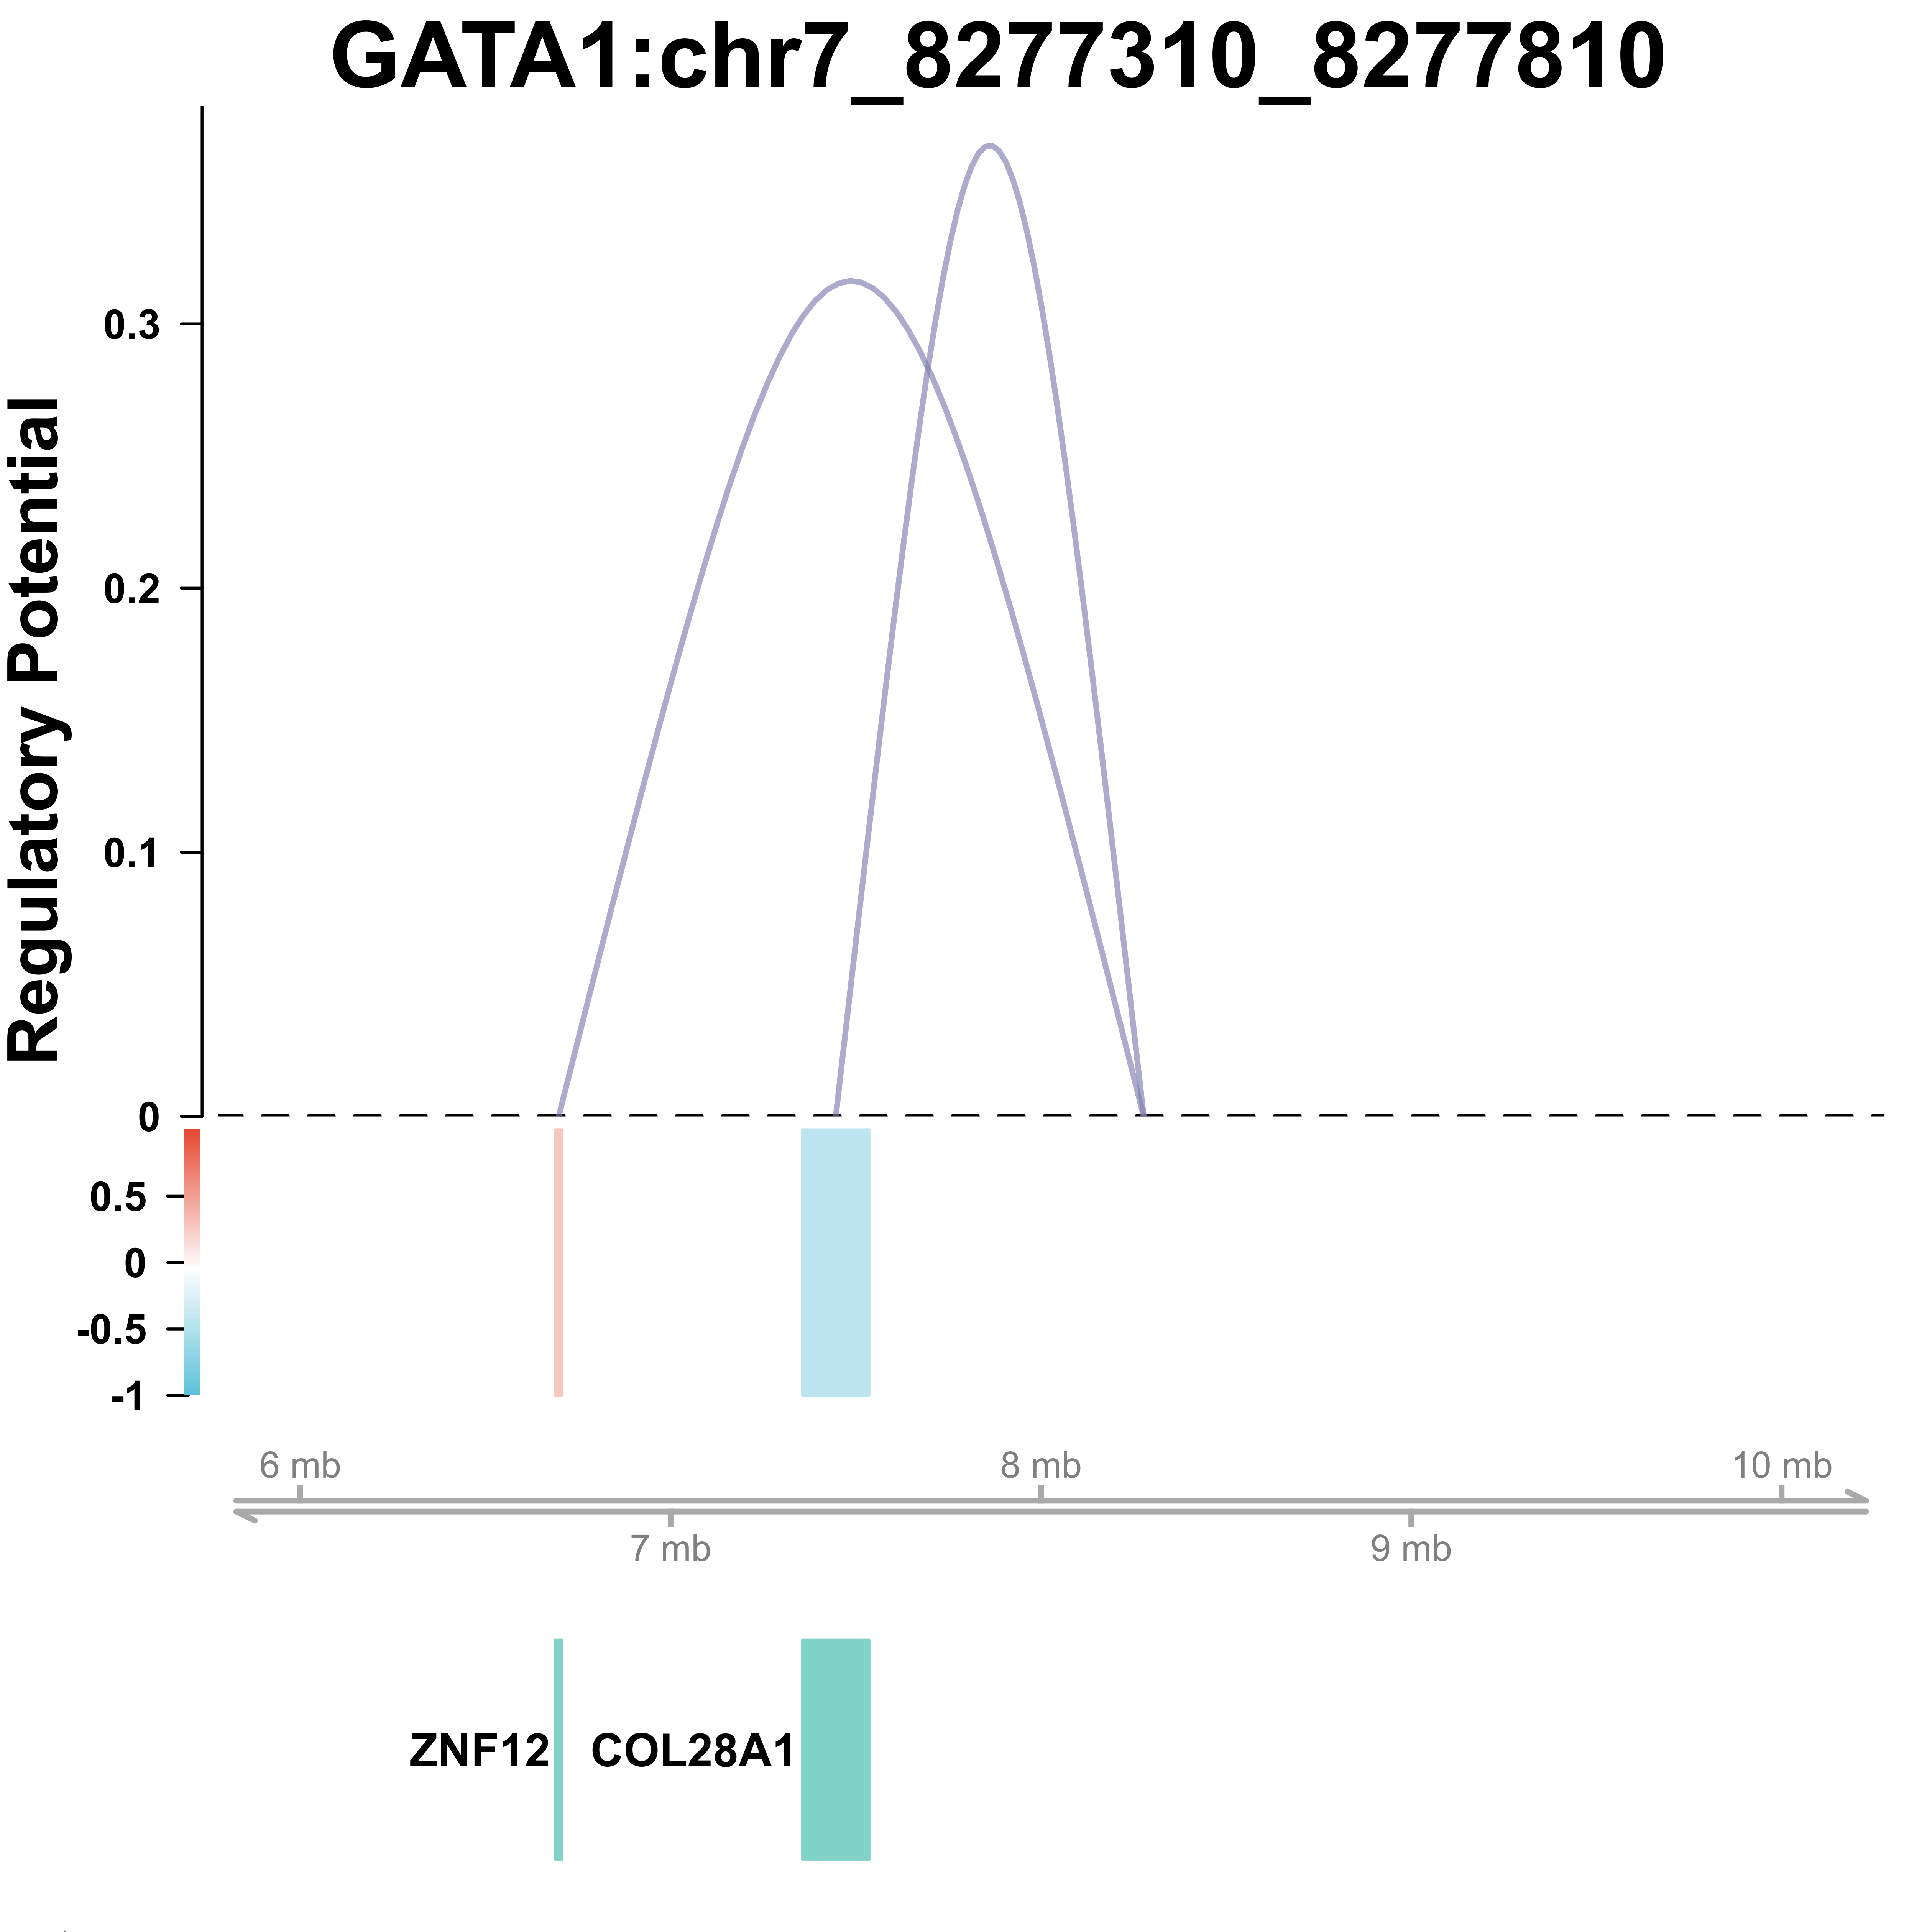 GATA1:chr7_8277310_8277810
Regulatory Potential
0.3
0.2
0.1
0
0.5
0
-0.5
-1
6 mb
8 mb
10 mb
7 mb
9 mb
ZNF12
COL28A1